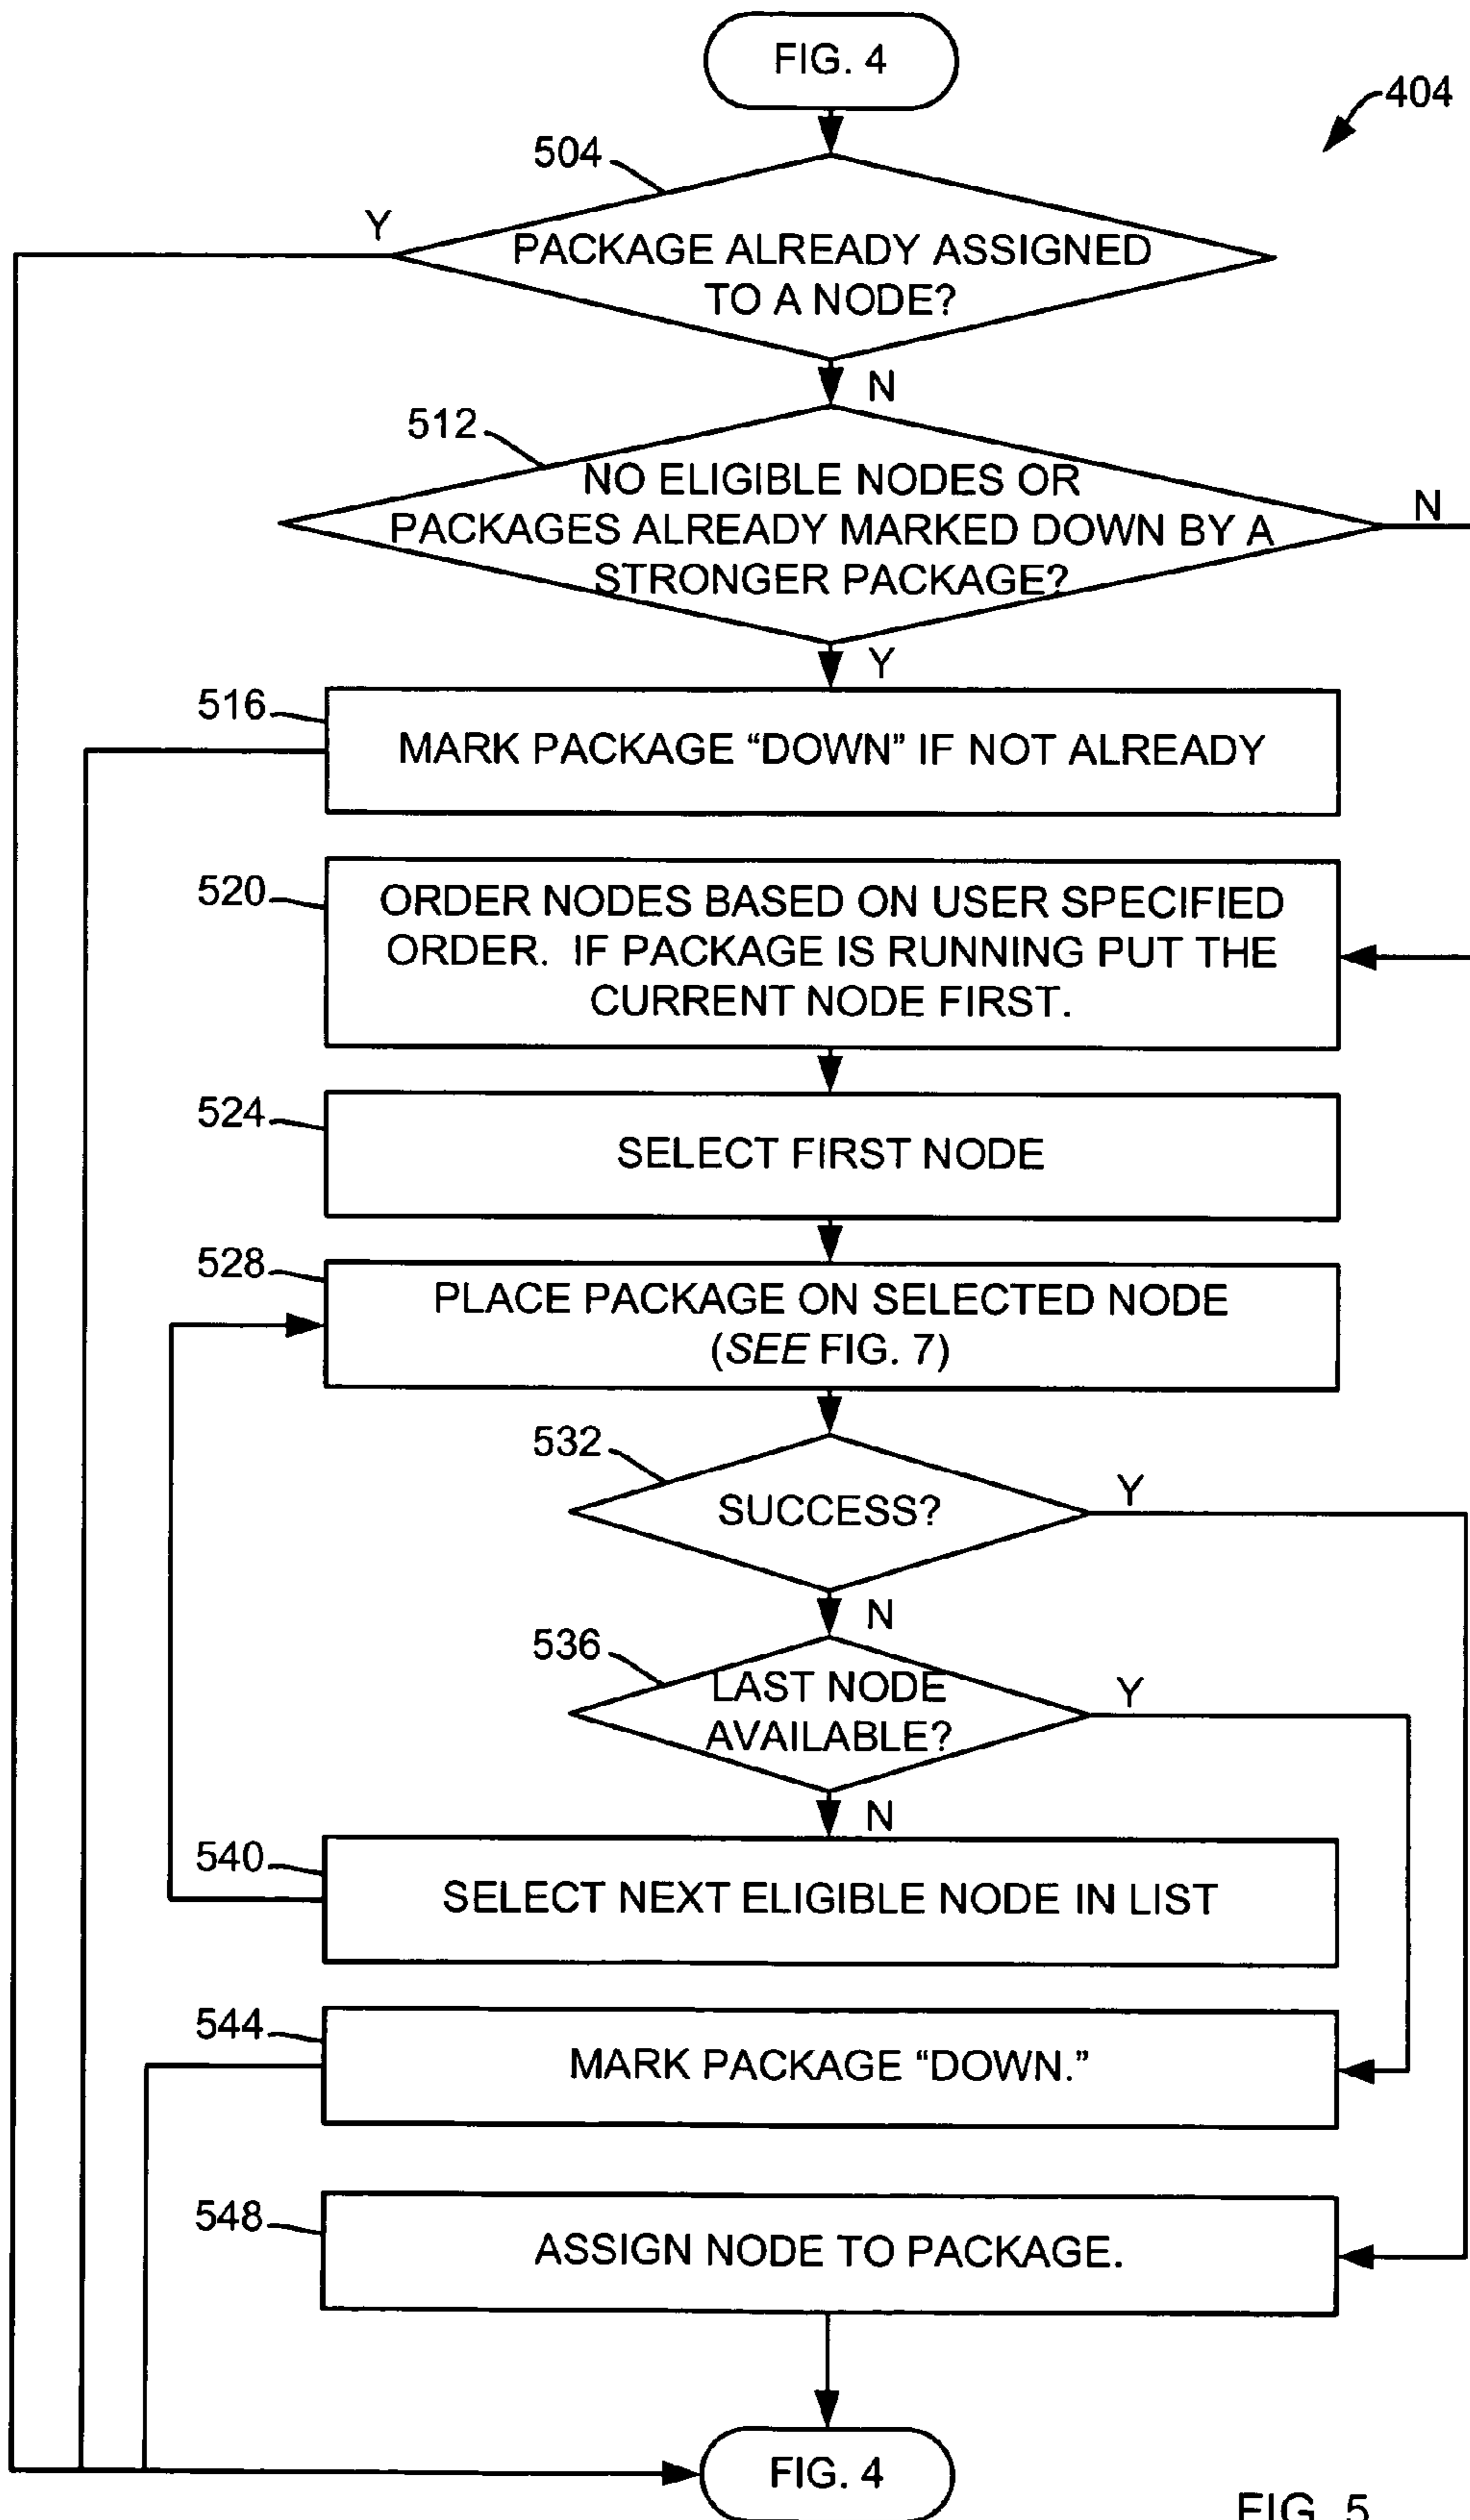 FIG. 4
404
504
Y
PACKAGE ALREADY ASSIGNED
TO A NODE?
N
512
NO ELIGIBLE NODES OR
PACKAGES ALREADY MARKED DOWN BY A
STRONGER PACKAGE?
N
Y
516
MARK PACKAGE “DOWN” IF NOT ALREADY
520
ORDER NODES BASED ON USER SPECIFIED
ORDER. IF PACKAGE IS RUNNING PUT THE
CURRENT NODE FIRST.
524
SELECT FIRST NODE
528
PLACE PACKAGE ON SELECTED NODE
(SEE FIG. 7)
532
SUCCESS?
Y
N
536
LAST NODE
AVAILABLE?
Y
N
540
SELECT NEXT ELIGIBLE NODE IN LIST
544
MARK PACKAGE “DOWN.”
548
ASSIGN NODE TO PACKAGE.
FIG. 4
FIG. 5